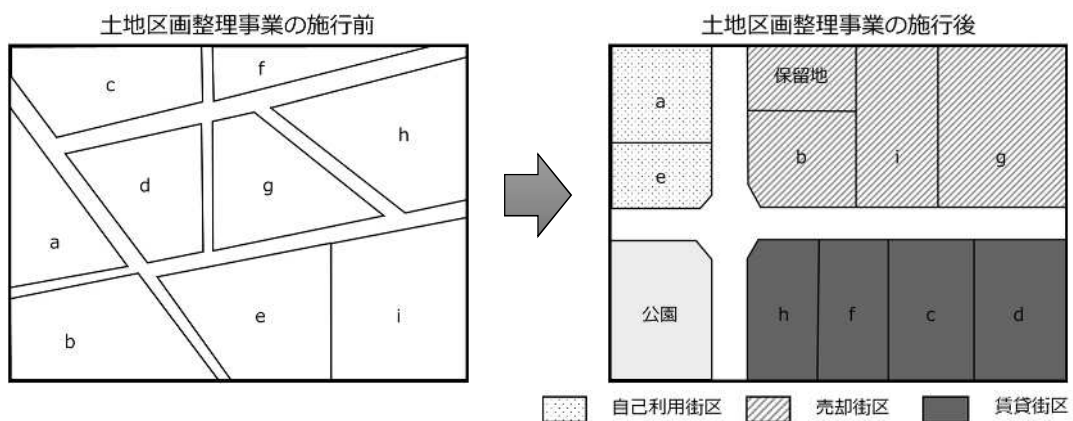 土地区画整理事業の施行前
c
f
h
d
g
a
e
i
b
土地区画整理事業の施行後
保留地
a
b
i
g
e
公園
h
f
c
d
自己利用街区
売却街区
賃貸街区